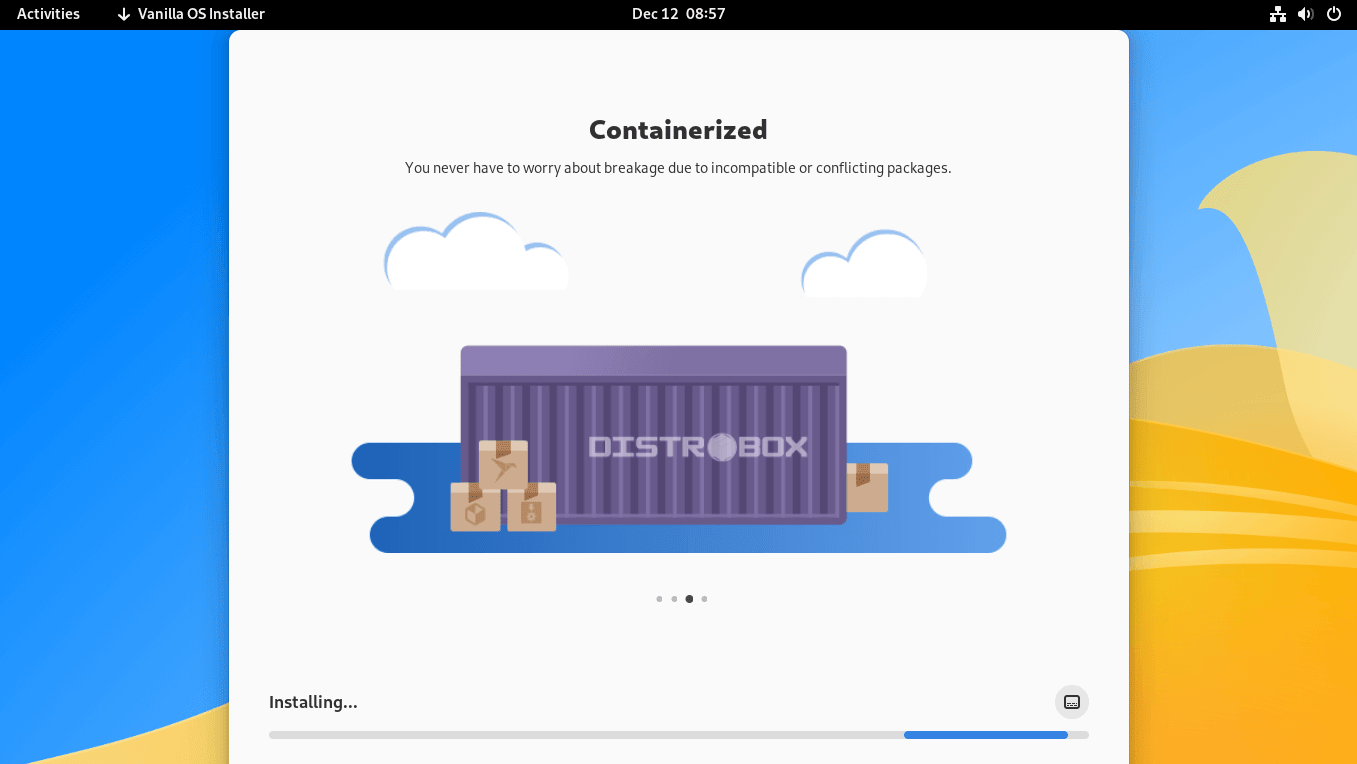 Activities
Vanilla OS Installer
Dec 12 08:57
Containerized
You never have to worry about breakage due to incompatible or conflicting packages.
DISTROBOX
Installing...